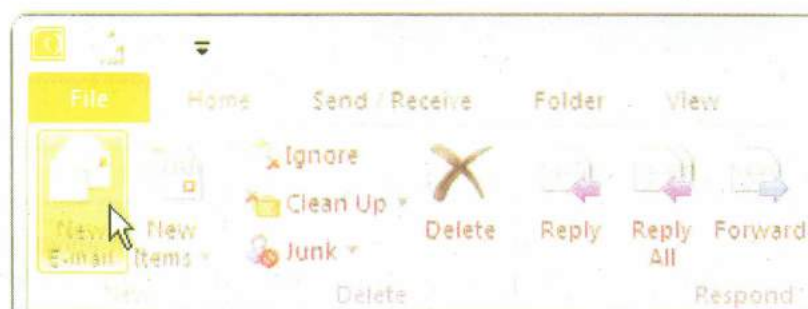 File Home Send / Receive Folder View
New E-mail
New Items
Ignore
Clean Up
Junk
Delete
Reply
Reply All
Forward
New Delete Respond